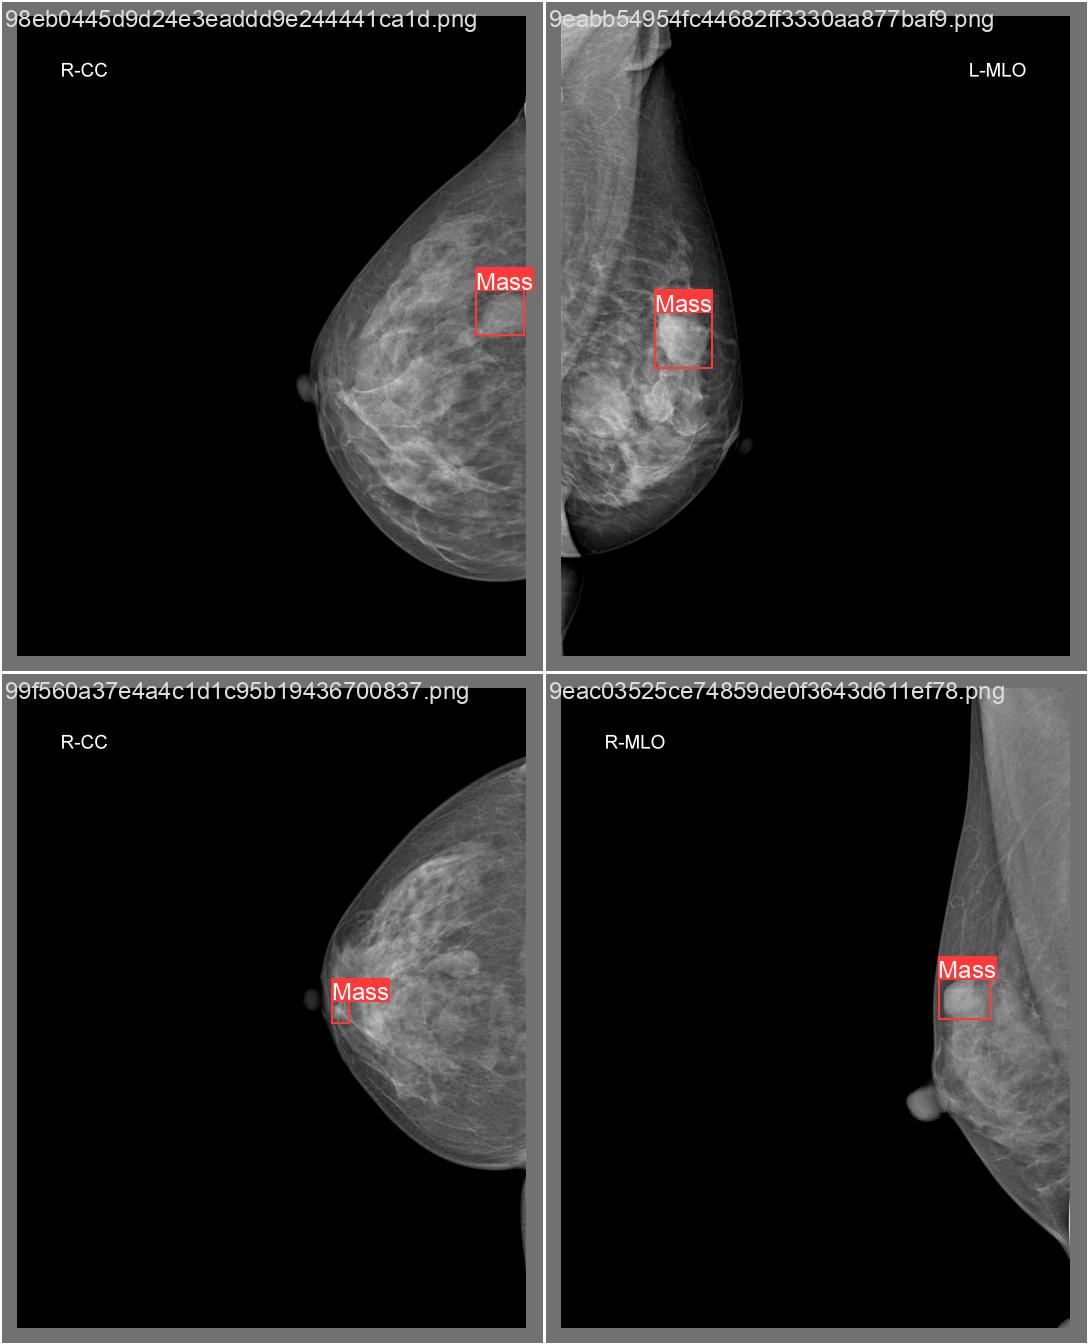 98eb0445d9d24e3eaddd9e244441ca1d.png
R-CC
Mass
9eabb54954fc44682ff3330aa877baf9.png
L-MLO
Mass
99f560a37e4a4c1d1c95b19436700837.png
R-CC
Mass
9eac03525ce74859de0f3643d611ef78.png
R-MLO
Mass